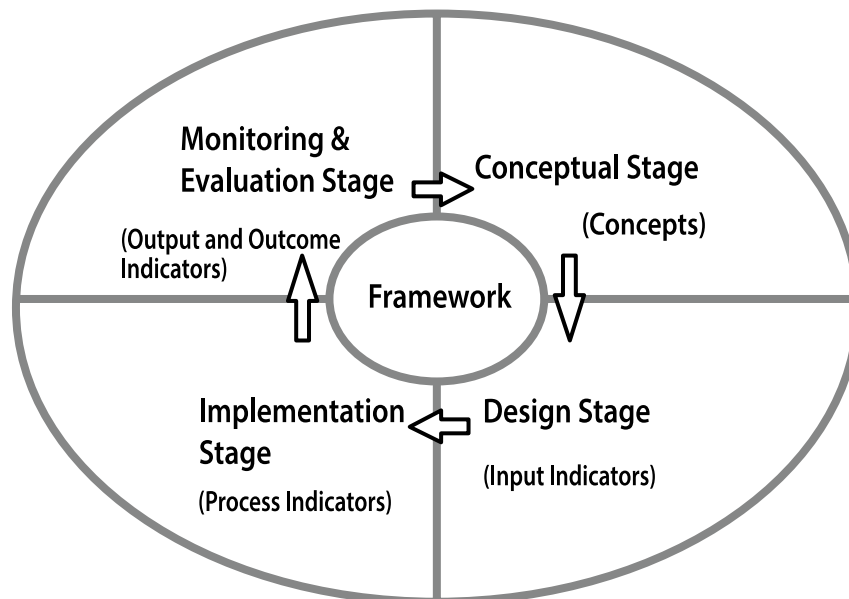 Monitoring &
Evaluation Stage
(Output and Outcome
Indicators)
Conceptual Stage
(Concepts)
Framework
Implementation
Stage
(Process Indicators)
Design Stage
(Input Indicators)